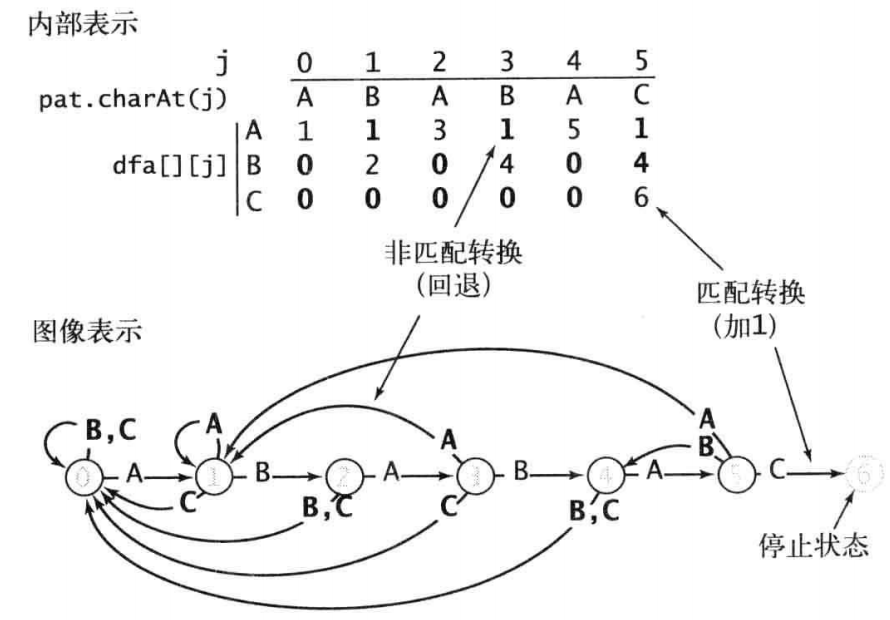 内部表示
j 0 1 2 3 4 5
pat.charAt(j) A B A B A C
A 1 1 3 1 5 1
dfa[][j] B 0 2 0 4 0 4
C 0 0 0 0 0 6
非匹配转换
(回退)
匹配转换
(加1)
图像表示
B,C A A A B
0 A 1 B 2 A 3 B 4 A 5 C 6
C B,C C B,C
停止状态